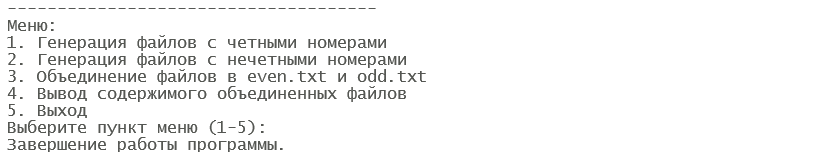 -------------------------------------
Меню:
1. Генерация файлов с четными номерами
2. Генерация файлов с нечетными номерами
3. Объединение файлов в even.txt и odd.txt
4. Вывод содержимого объединенных файлов
5. Выход
Выберите пункт меню (1-5):
Завершение работы программы.